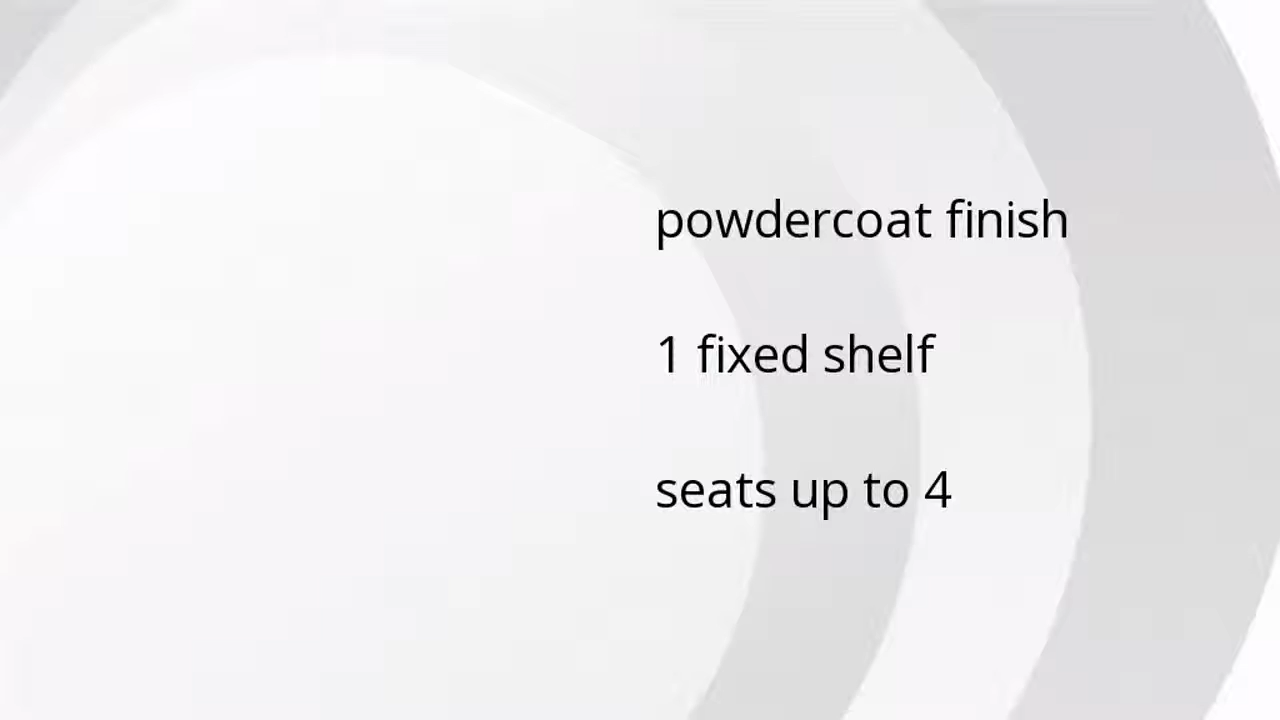 powdercoat finish
1 fixed shelf
seats up to 4